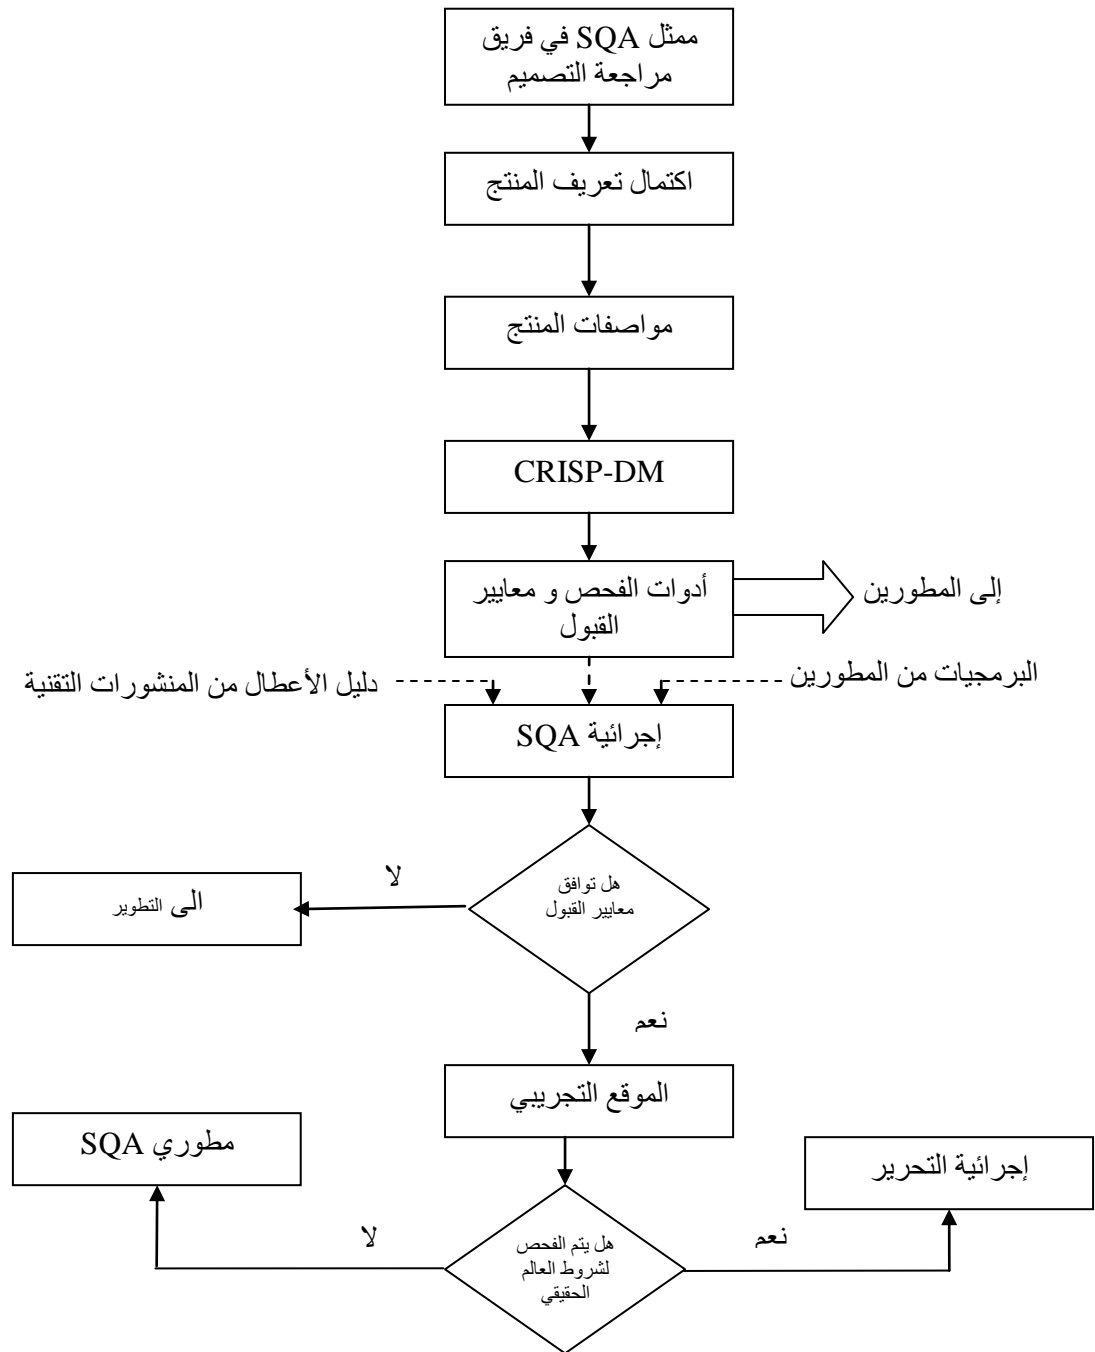 ممثل SQA في فريق
مراجعة التصميم
اكتمال تعريف المنتج
مواصفات المنتج
CRISP-DM
أدوات الفحص و معايير
القبول
إلى المطورين
البرمجيات من المطورين
دليل الأعطال من المنشورات التقنية
إجرائية SQA
هل توافق
معايير القبول
لا
الى التطوير
نعم
الموقع التجريبي
مطوري SQA
إجرائية التحرير
هل يتم الفحص
لشروط العالم
الحقيقي
نعم
لا